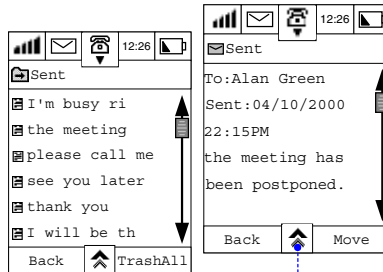 12:26
Sent
I'm busy ri
the meeting
please call me
see you later
thank you
I will be th
Back TrashAll
12:26
Sent
To:Alan Green
Sent:04/10/2000
22:15PM
the meeting has
been postponed.
Back Move